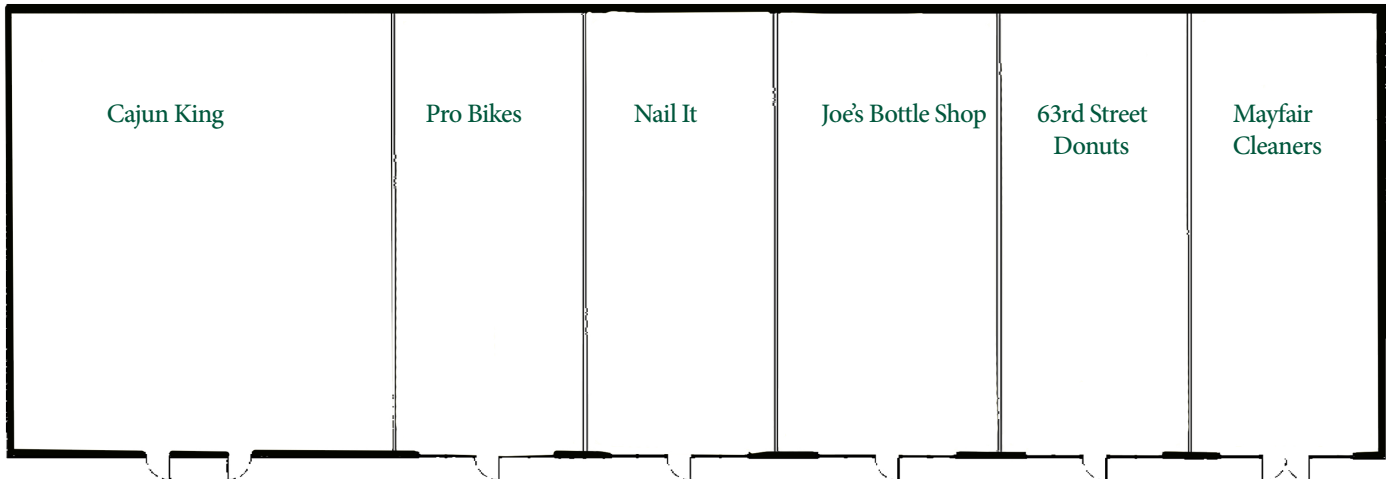 Cajun King
Pro Bikes
Nail It
Joe's Bottle Shop
63rd Street
Donuts
Mayfair
Cleaners